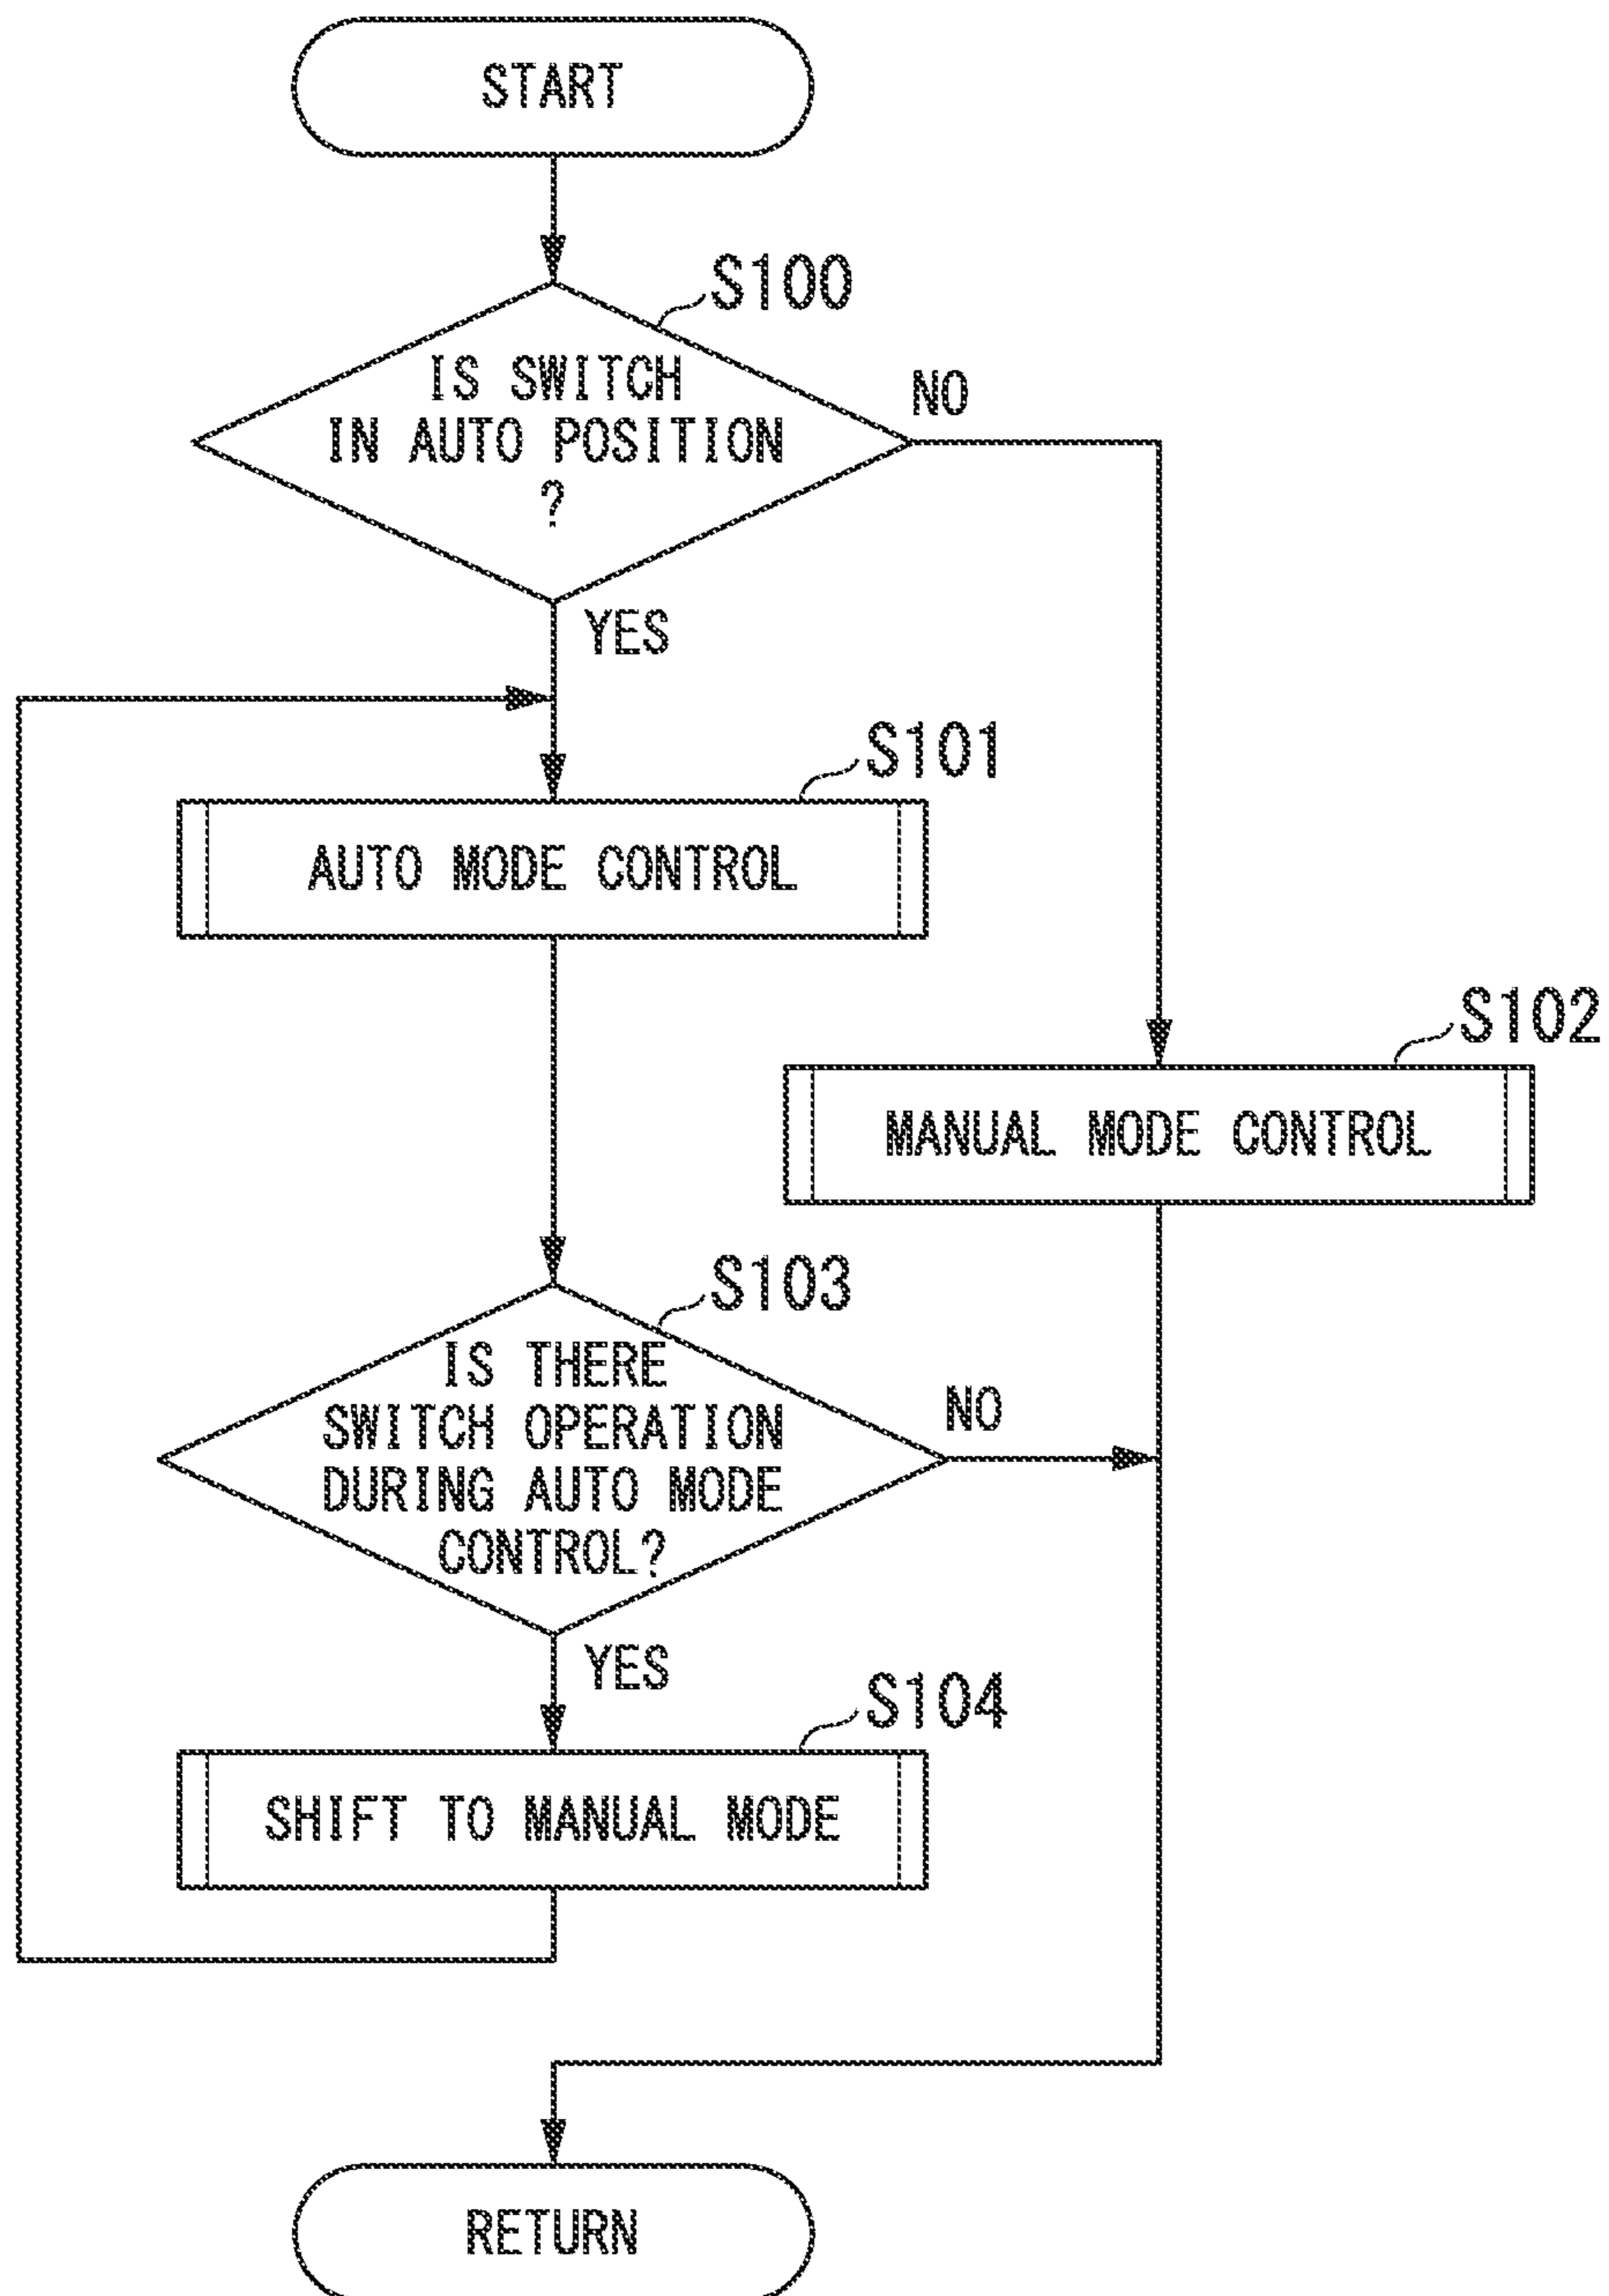 START
S100
IS SWITCH
IN AUTO POSITION
?
NO
YES
S101
AUTO MODE CONTROL
S102
MANUAL MODE CONTROL
S103
IS THERE
SWITCH OPERATION
DURING AUTO MODE
CONTROL?
NO
YES
S104
SHIFT TO MANUAL MODE
RETURN